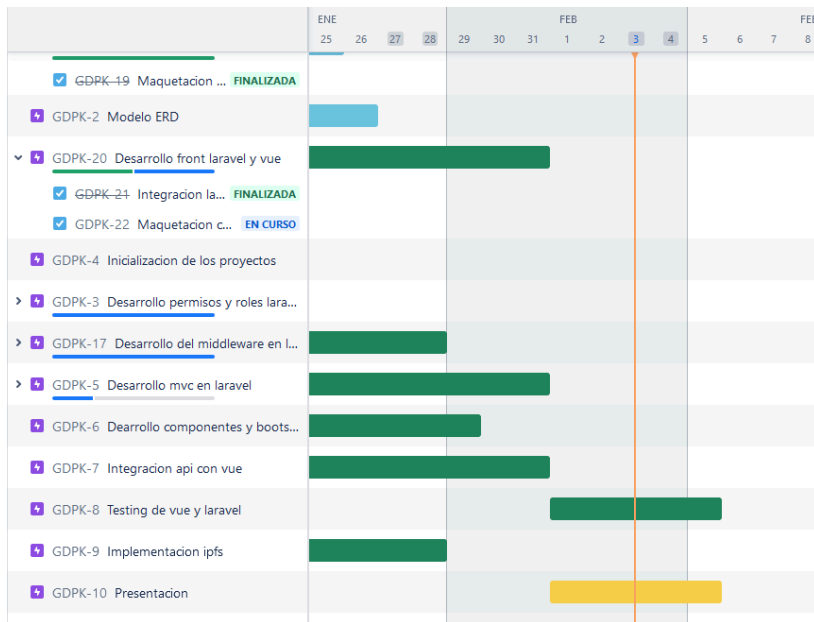 ENE FEB FE
25 26 27 28 29 30 31 1 2 3 4 5 6 7 8
GDPK-19 Maquetacion ... FINALIZADA
GDPK-2 Modelo ERD
GDPK-20 Desarrollo front laravel y vue
GDPK-21 Integracion la... FINALIZADA
GDPK-22 Maquetacion c... EN CURSO
GDPK-4 Inicializacion de los proyectos
GDPK-3 Desarrollo permisos y roles lara...
GDPK-17 Desarrollo del middleware en l...
GDPK-5 Desarrollo mvc en laravel
GDPK-6 Dearrollo componentes y boots...
GDPK-7 Integracion api con vue
GDPK-8 Testing de vue y laravel
GDPK-9 Implementacion ipfs
GDPK-10 Presentacion